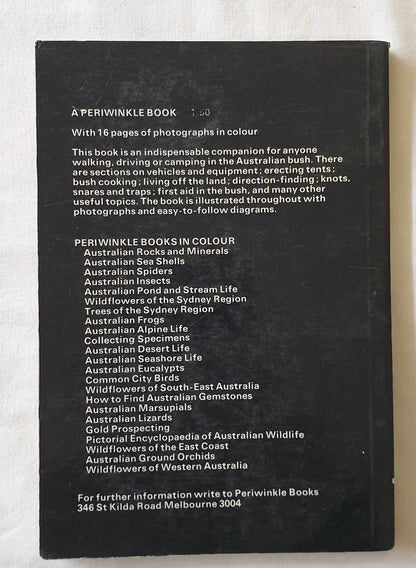 A PERIWINKLE BOOK
With 16 pages of photographs in colour
This book is an indispensable companion for anyone
walking, driving or camping in the Australian bush. There
are sections on vehicles and equipment; erecting tents;
bush cooking; living off the land; direction-finding; knots,
snares and traps; first aid in the bush, and many other
useful topics. The book is illustrated throughout with
photographs and easy-to-follow diagrams.
PERIWINKLE BOOKS IN COLOUR
Australian Rocks and Minerals
Australian Sea Shells
Australian Spiders
Australian Insects
Australian Pond and Stream Life
Wildflowers of the Sydney Region
Trees of the Sydney Region
Australian Frogs
Australian Alpine Life
Collecting Specimens
Australian Desert Life
Australian Seashore Life
Australian Eucalypts
Common City Birds
Wildflowers of South-East Australia
How to Find Australian Gemstones
Australian Marsupials
Australian Lizards
Gold Prospecting
Pictorial Encyclopaedia of Australian Wildlife
Wildflowers of the East Coast
Australian Ground Orchids
Wildflowers of Western Australia
For further information write to Periwinkle Books
346 St Kilda Road Melbourne 3004